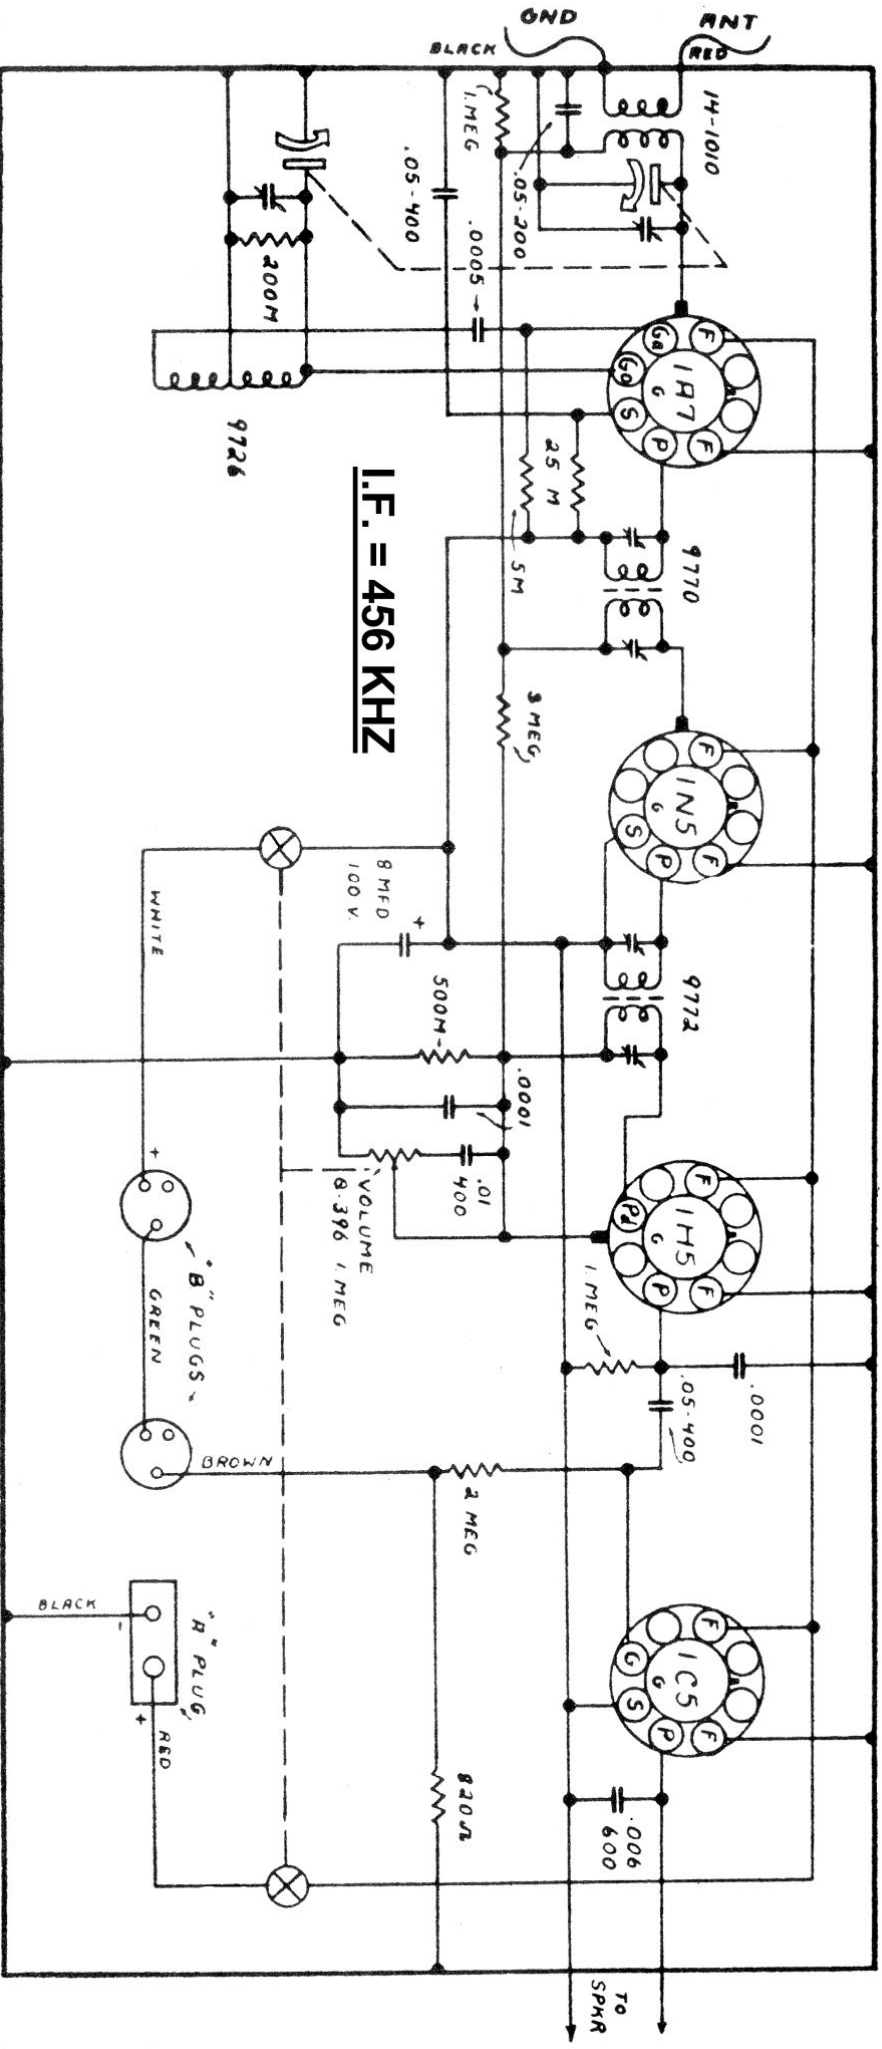 GND
ANT
BLACK
RED
14-1010
1.MEG
.05-200
.05-400
.0005
200M
9726
Ga
Go
S
P
F
F
1A7
G
25 M
5M
9770
I.F. = 456 KHZ
3 MEG
F
F
S
P
1N5
G
9772
8 MFD
100 V.
+
500M
.0001
.01
400
VOLUME
Q.396 1.MEG
WHITE
+
"B" PLUGS
GREEN
BROWN
F
F
Pd
P
1H5
G
1.MEG
.0001
.05-400
2 MEG
F
F
G
S
P
1C5
G
820Ω
.006
600
"A" PLUG
BLACK
-
+
RED
TO
SPKR